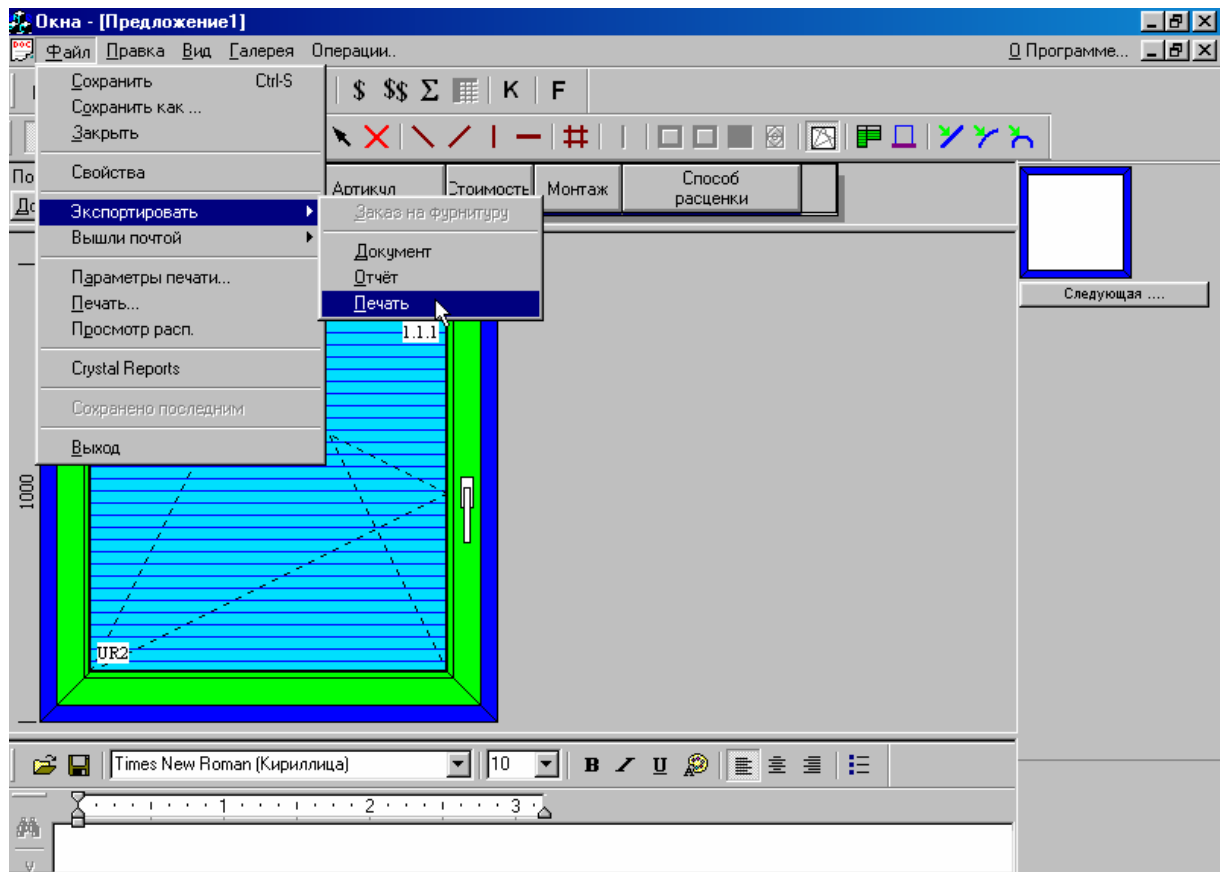 Окна - [Предложение1]
Файл Правка Вид Галерея Операции.. О Программе...
Сохранить Ctrl-S
Сохранить как ...
Закрыть
Свойства
Экспортировать
Вышли почтой
Параметры печати...
Печать...
Просмотр расп.
Crystal Reports
Сохранено последним
Выход
$ $$ Σ K F
Артикул Стоимость Монтаж Способ
расценки
Заказ на фурнитуру
Документ
Отчёт
Печать
Следующая ....
1.1.1
1000
UR2
Times New Roman (Кириллица) 10 B I U
1 2 3